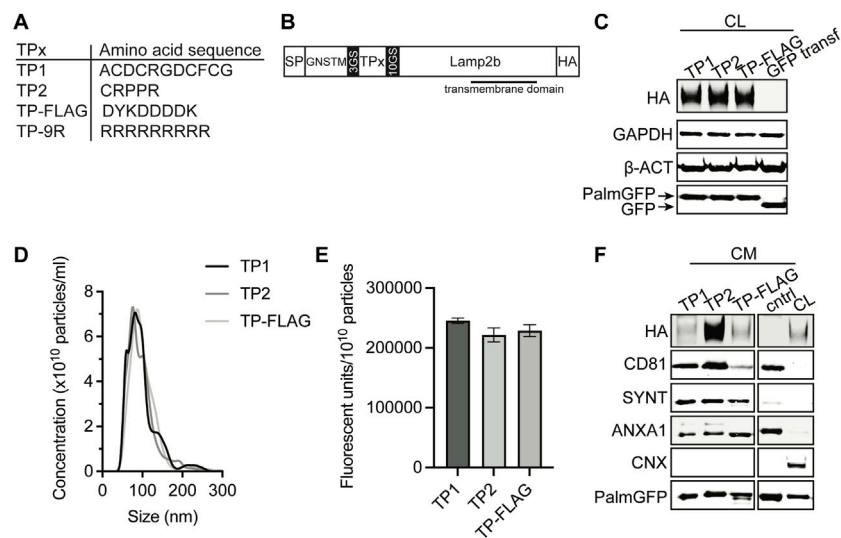 A
TPx Amino acid sequence
TP1 ACDCRGDCFCG
TP2 CRPPR
TP-FLAG DYKDDDDK
TP-9R RRRRRRRRR
B
SP GNSTM 3GS TPx 10GS Lamp2b HA
transmembrane domain
C
CL
TP1 TP2 TP-FLAG GFP transf
HA
GAPDH
β-ACT
PalmGFP
GFP
D
TP1
TP2
TP-FLAG
Concentration (x10¹⁰ particles/ml)
8
6
4
2
0
0 100 200 300
Size (nm)
E
Fluorescent units/10¹⁰ particles
300000
200000
100000
0
TP1 TP2 TP-FLAG
F
CM
TP1 TP2 TP-FLAG cntrl CL
HA
CD81
SYNT
ANXA1
CNX
PalmGFP